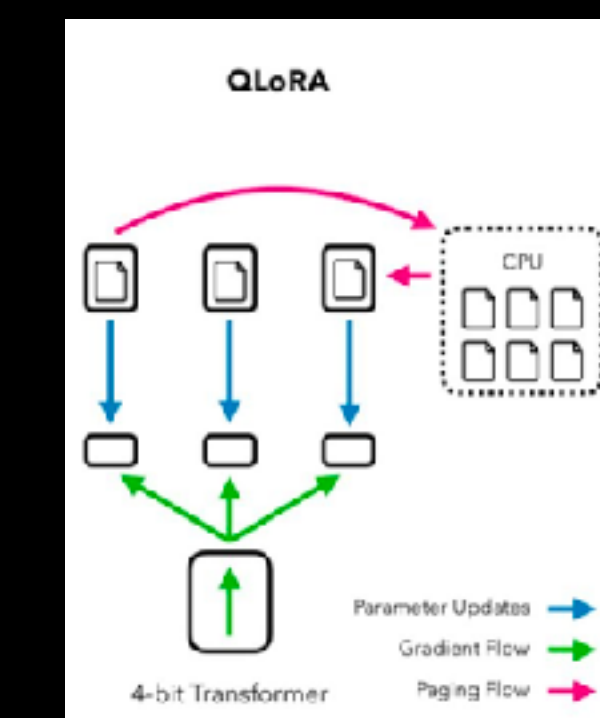 QLoRA
CPU
Parameter Updates
Gradient Flow
Paging Flow
4-bit Transformer